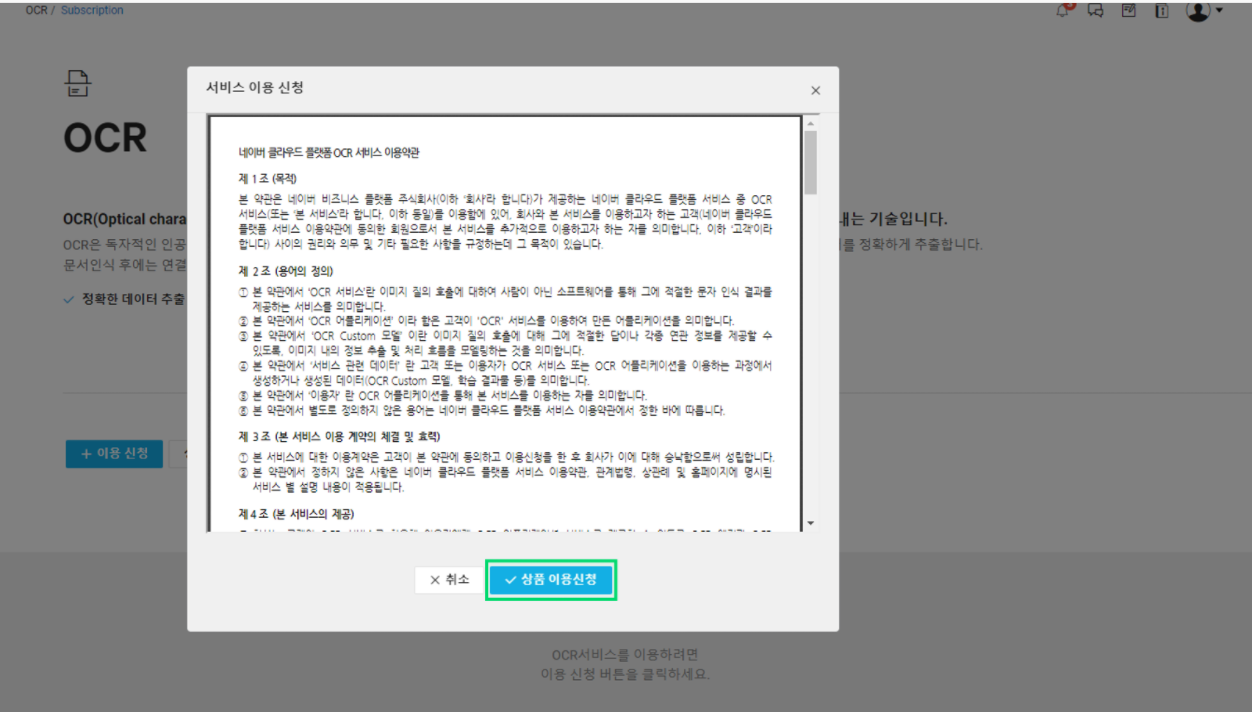 OCR / Subscription
서비스 이용 신청
×
OCR
네이버 클라우드 플랫폼 OCR 서비스 이용약관
제 1 조 (목적)
본 약관은 네이버 비즈니스 플랫폼 주식회사(이하 '회사'라 합니다)가 제공하는 네이버 클라우드 플랫폼 서비스 중 OCR
서비스(또는 '본 서비스'라 합니다. 이하 동일)를 이용함에 있어, 회사와 본 서비스를 이용하고자 하는 고객(네이버 클라우드
플랫폼 서비스 이용약관에 동의한 회원으로서 본 서비스를 추가적으로 이용하고자 하는 자를 의미합니다. 이하 '고객'이라
합니다) 사이의 권리와 의무 및 기타 필요한 사항을 규정하는데 그 목적이 있습니다.
제 2 조 (용어의 정의)
① 본 약관에서 'OCR 서비스'란 이미지 질의 호출에 대하여 사람이 아닌 소프트웨어를 통해 그에 적절한 문자 인식 결과를
제공하는 서비스를 의미합니다.
② 본 약관에서 'OCR 어플리케이션' 이라 함은 고객이 'OCR' 서비스를 이용하여 만든 어플리케이션을 의미합니다.
③ 본 약관에서 'OCR Custom 모델' 이란 이미지 질의 호출에 대해 그에 적절한 답이나 각종 연관 정보를 제공할 수
있도록, 이미지 내의 정보 추출 및 처리 흐름을 모델링하는 것을 의미합니다.
④ 본 약관에서 '서비스 관련 데이터' 란 고객 또는 이용자가 OCR 서비스 또는 OCR 어플리케이션을 이용하는 과정에서
생성하거나 생성된 데이터(OCR Custom 모델, 학습 결과물 등)를 의미합니다.
⑤ 본 약관에서 '이용자' 란 OCR 어플리케이션을 통해 본 서비스를 이용하는 자를 의미합니다.
⑥ 본 약관에서 별도로 정의하지 않은 용어는 네이버 클라우드 플랫폼 서비스 이용약관에서 정한 바에 따릅니다.
제 3 조 (본 서비스 이용 계약의 체결 및 효력)
① 본 서비스에 대한 이용계약은 고객이 본 약관에 동의하고 이용신청을 한 후 회사가 이에 대해 승낙함으로써 성립합니다.
② 본 약관에서 정하지 않은 사항은 네이버 클라우드 플랫폼 서비스 이용약관, 관계법령, 상관례 및 홈페이지에 명시된
서비스 별 설명 내용이 적용됩니다.
제 4 조 (본 서비스의 제공)
OCR(Optical chara
내는 기술입니다.
OCR은 독자적인 인공
를 정확하게 추출합니다.
문서인식 후에는 연결
✓ 정확한 데이터 추출
+ 이용 신청
× 취소
✓ 상품 이용신청
OCR서비스를 이용하려면
이용 신청 버튼을 클릭하세요.